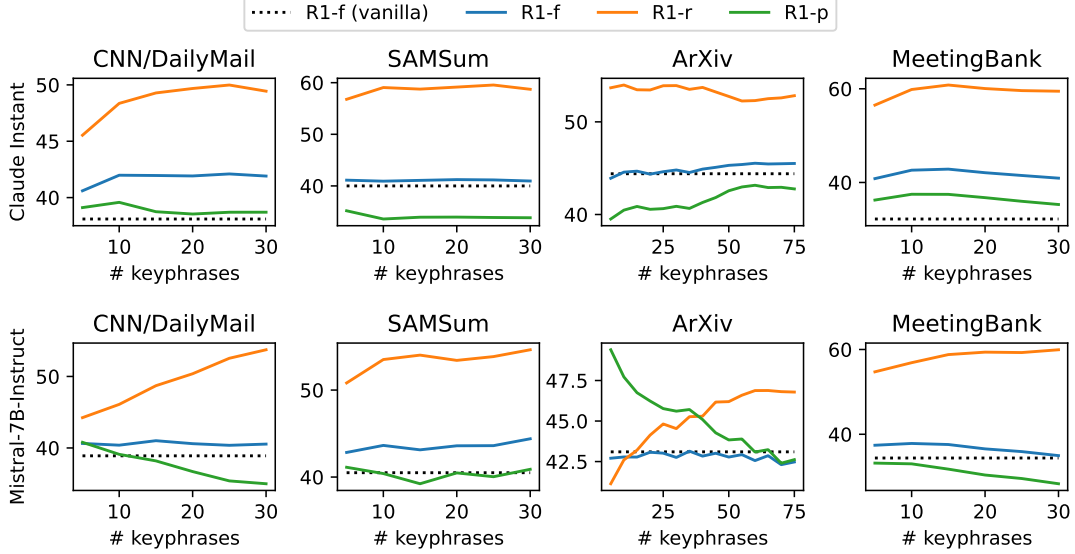 R1-f (vanilla) R1-f R1-r R1-p
CNN/DailyMail SAMSum ArXiv MeetingBank
Claude Instant
50
45
40
10 20 30
# keyphrases
60
50
40
10 20 30
# keyphrases
50
40
25 50 75
# keyphrases
60
40
10 20 30
# keyphrases
CNN/DailyMail SAMSum ArXiv MeetingBank
Mistral-7B-Instruct
50
40
10 20 30
# keyphrases
50
40
10 20 30
# keyphrases
47.5
45.0
42.5
25 50 75
# keyphrases
60
40
10 20 30
# keyphrases